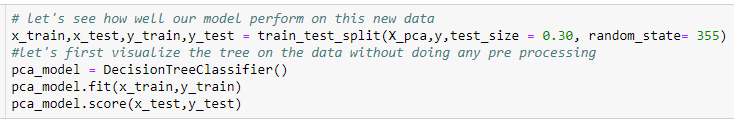 # let's see how well our model perform on this new data
x_train,x_test,y_train,y_test = train_test_split(X_pca,y,test_size = 0.30, random_state= 355)
#let's first visualize the tree on the data without doing any pre processing
pca_model = DecisionTreeClassifier()
pca_model.fit(x_train,y_train)
pca_model.score(x_test,y_test)